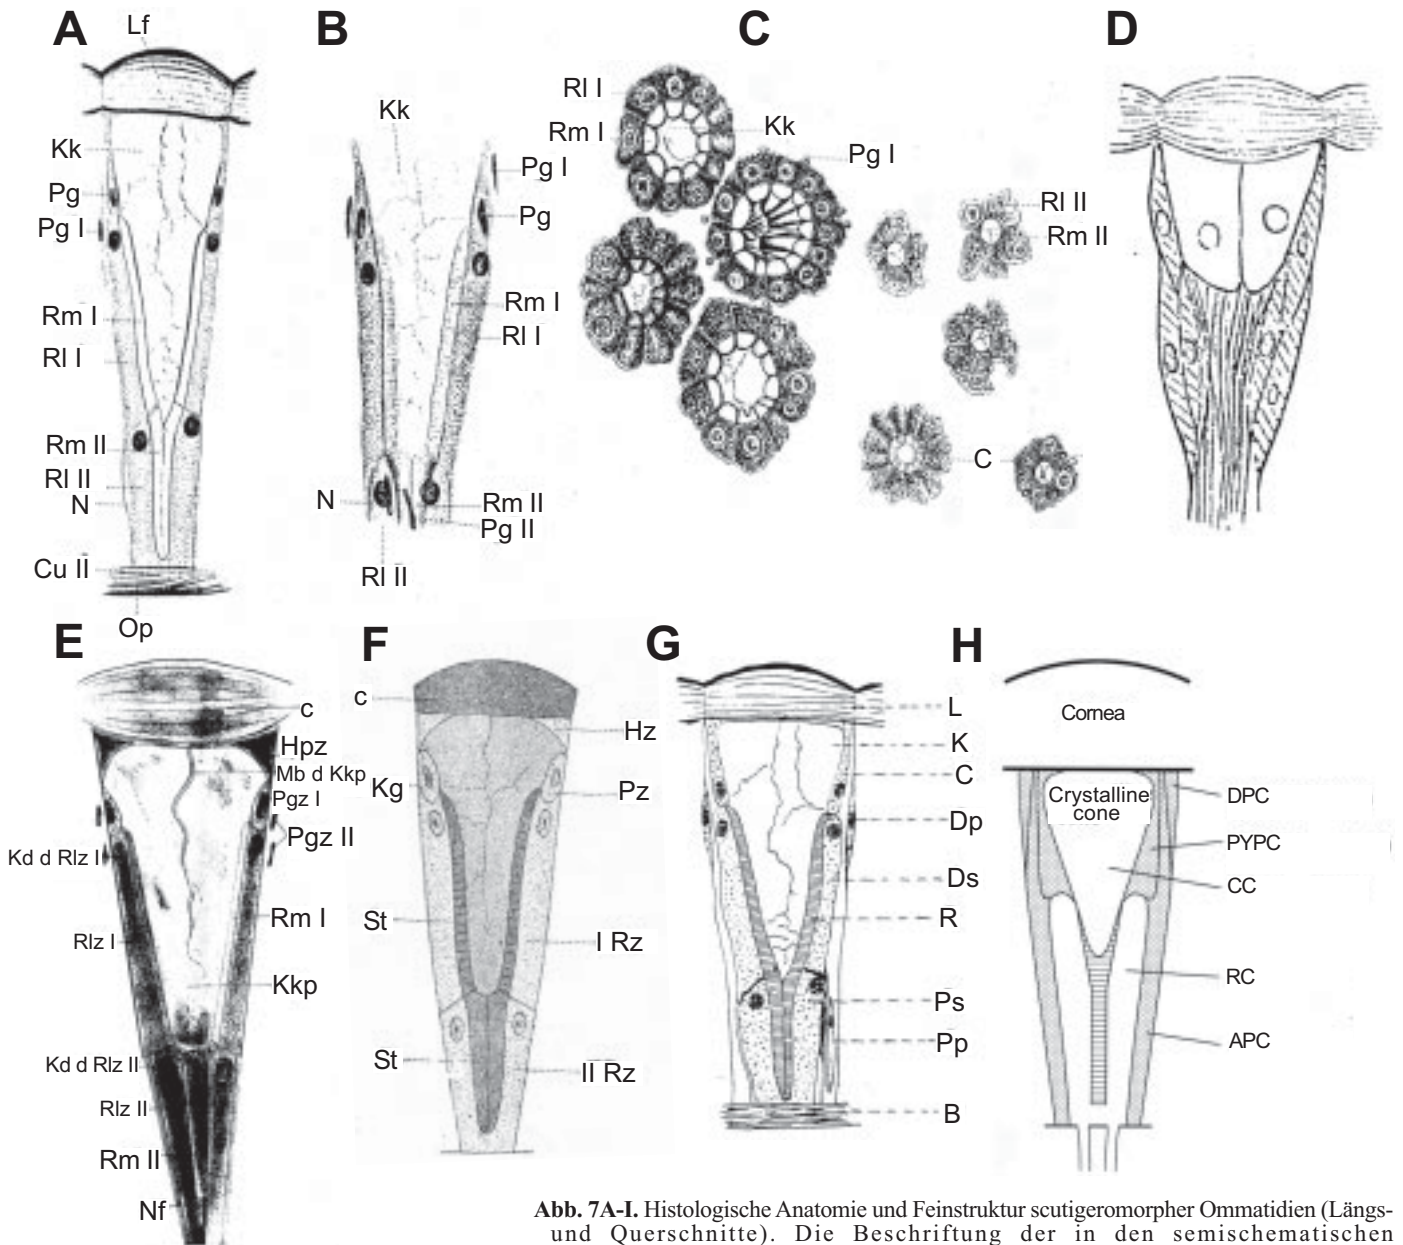 A
Lf
Kk
Pg
Pg I
Rm I
Rl I
Rm II
Rl II
N
Cu II
Op
B
Kk
Pg I
Pg
Rm I
Rl I
N
Rm II
Pg II
Rl II
C
Rl I
Rm I
Kk
Pg I
Rl II
Rm II
C
D
E
c
Hpz
Mb d Kkp
Pgz I
Pgz II
Kd d Rlz I
Rm I
Rlz I
Kkp
Kd d Rlz II
Rlz II
Rm II
Nf
F
c
Hz
Kg
Pz
St
I Rz
St
II Rz
G
L
K
C
Dp
Ds
R
Ps
Pp
B
H
Cornea
Crystalline
cone
DPC
PYPC
CC
RC
APC
Abb. 7A-I. Histologische Anatomie und Feinstruktur scutigeromorpher Ommatidien (Längs-
und Querschnitte). Die Beschriftung der in den semischematischen